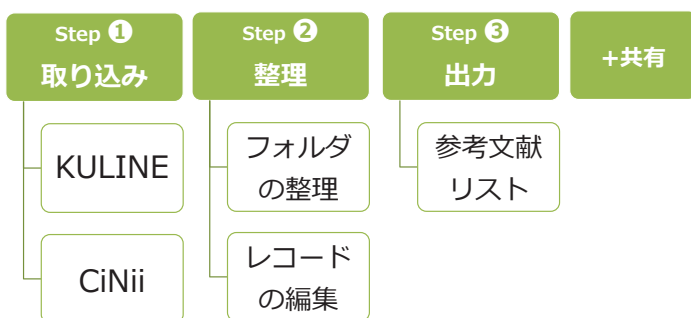 Step ❶
取り込み
Step ❷
整理
Step ❸
出力
+共有
KULINE
CiNii
フォルダ
の整理
レコード
の編集
参考文献
リスト